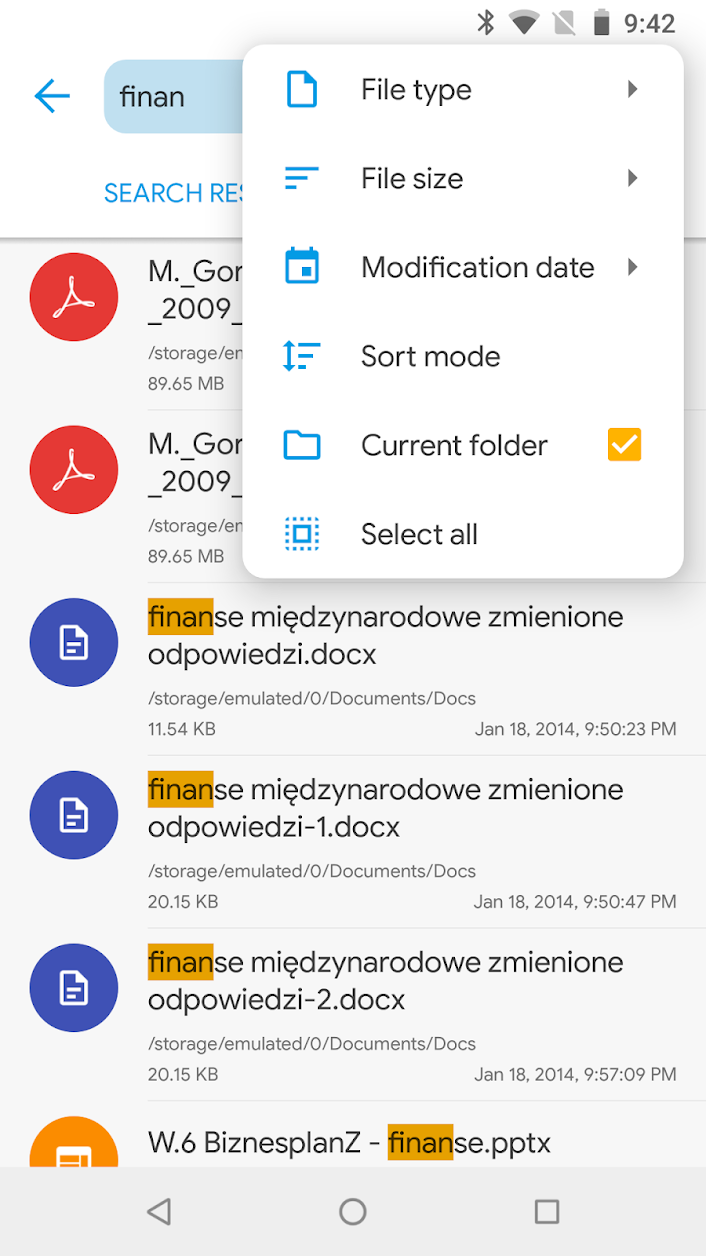 9:42
finan
File type
SEARCH RES
File size
Modification date
Sort mode
Current folder
Select all
M._Gor
_2009_
/storage/en
89.65 MB
M._Gor
_2009_
/storage/en
89.65 MB
finanse międzynarodowe zmienione
odpowiedzi.docx
/storage/emulated/0/Documents/Docs
11.54 KB Jan 18, 2014, 9:50:23 PM
finanse międzynarodowe zmienione
odpowiedzi-1.docx
/storage/emulated/0/Documents/Docs
20.15 KB Jan 18, 2014, 9:50:47 PM
finanse międzynarodowe zmienione
odpowiedzi-2.docx
/storage/emulated/0/Documents/Docs
20.15 KB Jan 18, 2014, 9:57:09 PM
W.6 BiznesplanZ - finanse.pptx